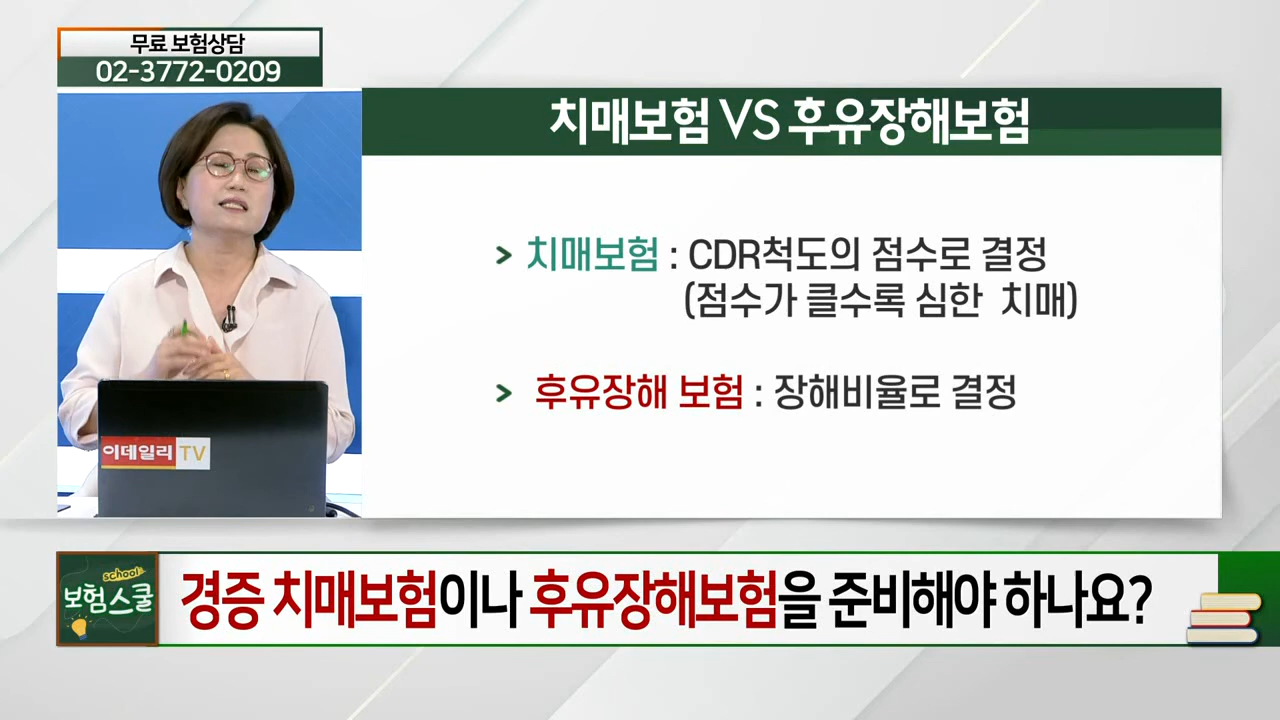 무료 보험상담
02-3772-0209
치매보험 VS 후유장해보험
> 치매보험 : CDR척도의 점수로 결정
(점수가 클수록 심한 치매)
> 후유장해 보험 : 장해비율로 결정
이데일리 TV
school
보험스쿨
경증 치매보험이나 후유장해보험을 준비해야 하나요?